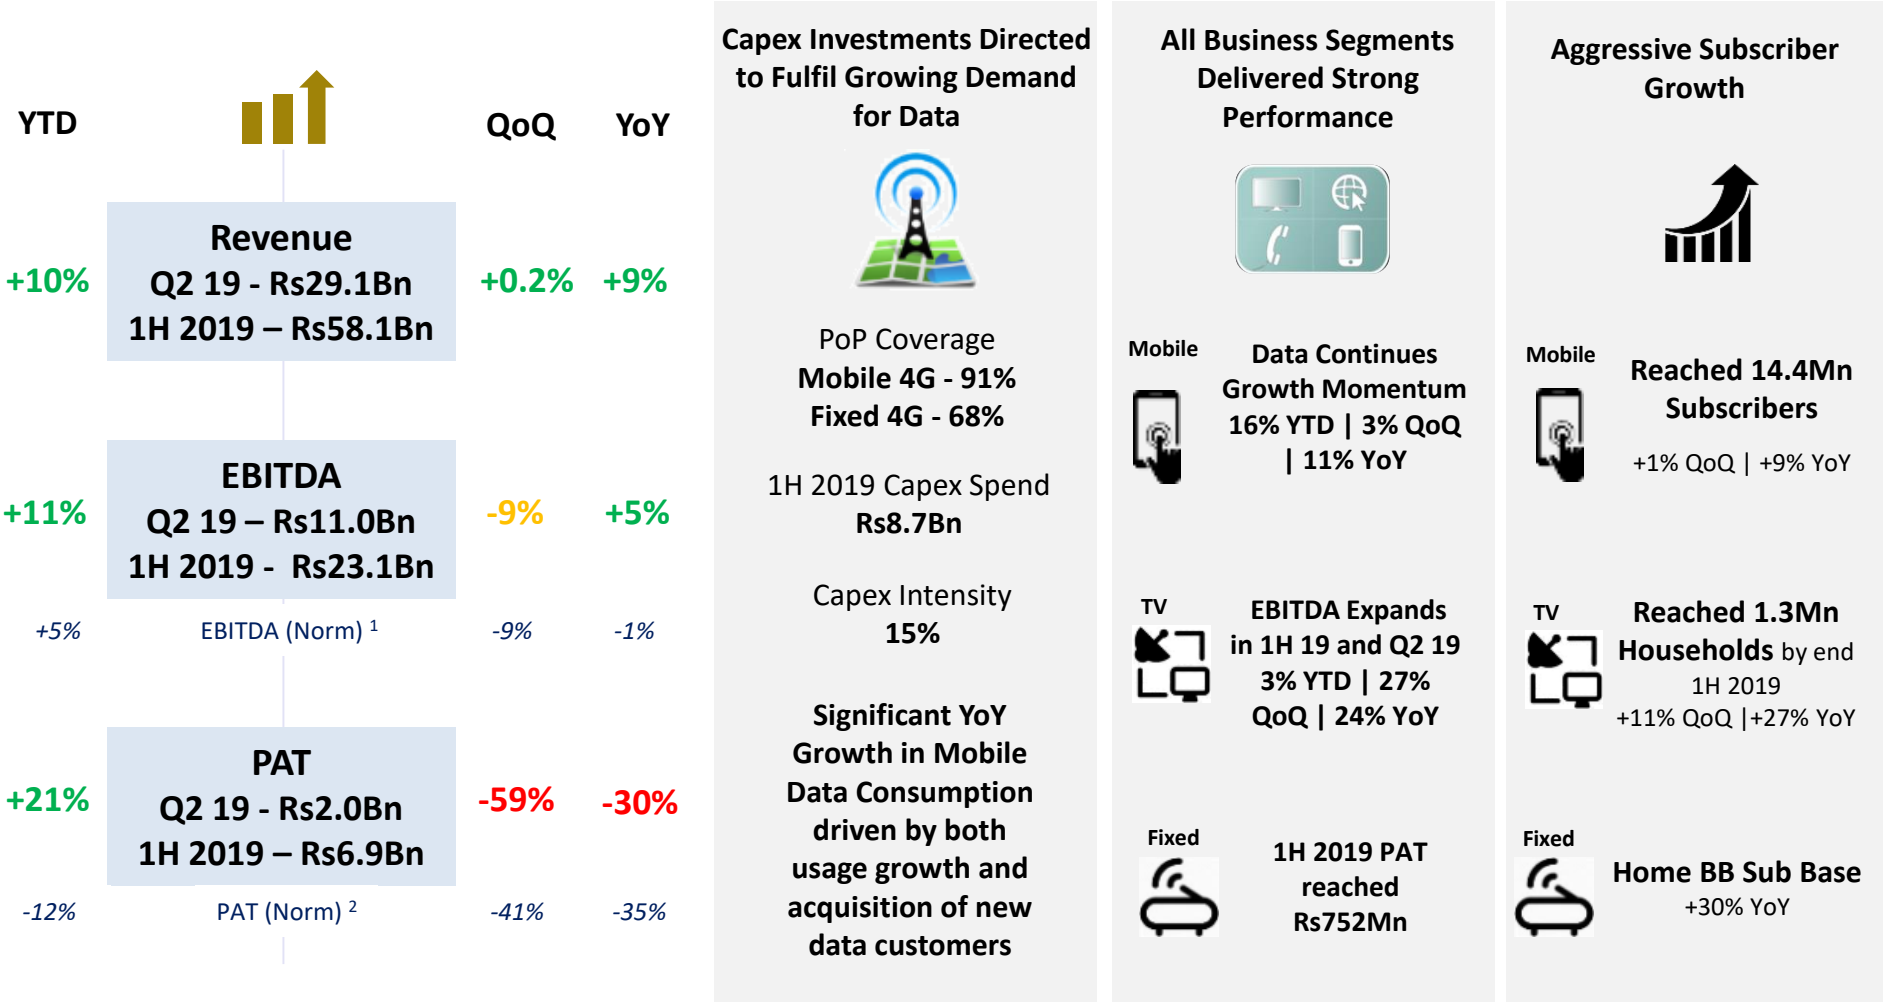 YTD
QoQ
YoY
Revenue
+10%
Q2 19 - Rs29.1Bn
+0.2%
+9%
1H 2019 – Rs58.1Bn
EBITDA
+11%
Q2 19 – Rs11.0Bn
-9%
+5%
1H 2019 -  Rs23.1Bn
+5%
EBITDA (Norm) 1
-9%
-1%
PAT
+21%
Q2 19 - Rs2.0Bn
-59%
-30%
1H 2019 – Rs6.9Bn
-12%
PAT (Norm) 2
-41%
-35%
Capex Investments Directed
to Fulfil Growing Demand
for Data
PoP Coverage
Mobile 4G - 91%
Fixed 4G - 68%
1H 2019 Capex Spend
Rs8.7Bn
Capex Intensity
15%
Significant YoY
Growth in Mobile
Data Consumption
driven by both
usage growth and
acquisition of new
data customers
All Business Segments
Delivered Strong
Performance
Mobile
Data Continues
Growth Momentum
16% YTD | 3% QoQ
| 11% YoY
TV
EBITDA Expands
in 1H 19 and Q2 19
3% YTD | 27%
QoQ | 24% YoY
Fixed
1H 2019 PAT
reached
Rs752Mn
Aggressive Subscriber
Growth
Mobile
Reached 14.4Mn
Subscribers
+1% QoQ | +9% YoY
TV
Reached 1.3Mn
Households by end
1H 2019
+11% QoQ |+27% YoY
Fixed
Home BB Sub Base
+30% YoY